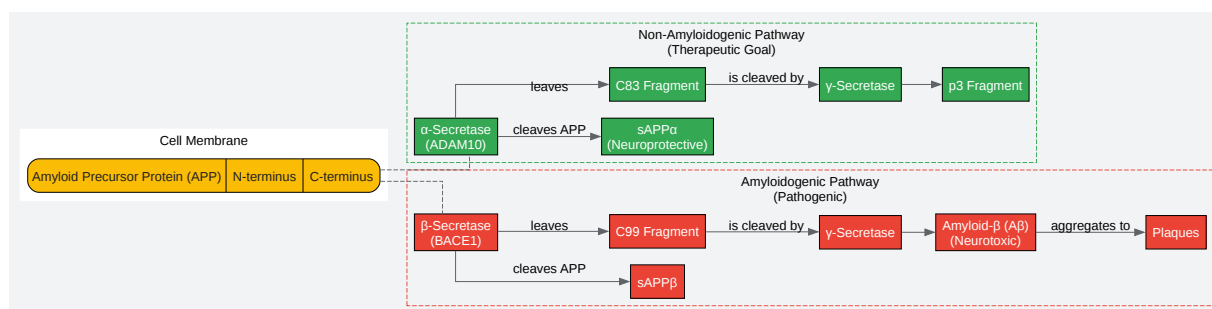 Non-Amyloidogenic Pathway
(Therapeutic Goal)
leaves
C83 Fragment
is cleaved by
γ-Secretase
p3 Fragment
α-Secretase
(ADAM10)
cleaves APP
sAPPα
(Neuroprotective)
Cell Membrane
Amyloid Precursor Protein (APP)
N-terminus
C-terminus
Amyloidogenic Pathway
(Pathogenic)
β-Secretase
(BACE1)
leaves
C99 Fragment
is cleaved by
γ-Secretase
Amyloid-β (Aβ)
(Neurotoxic)
aggregates to
Plaques
cleaves APP
sAPPβ